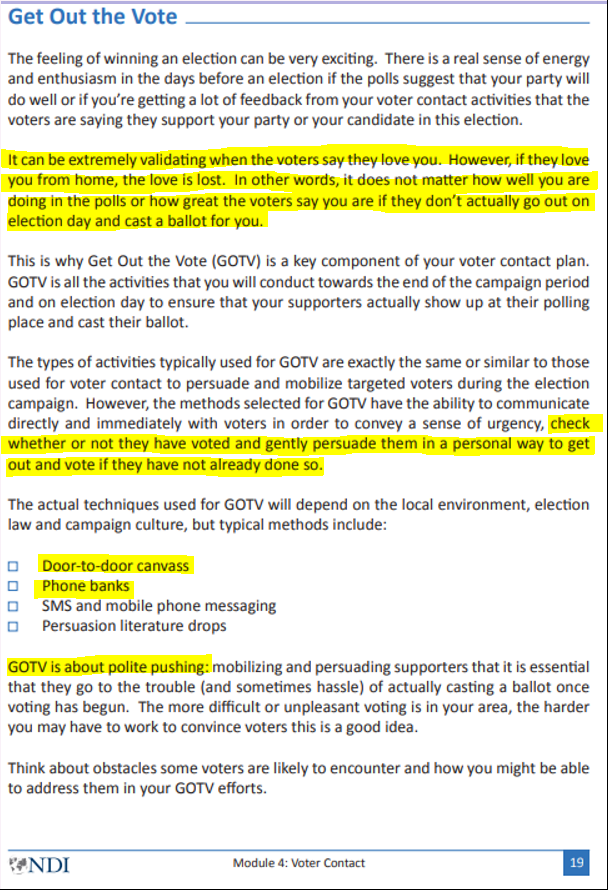 Get Out the Vote
The feeling of winning an election can be very exciting. There is a real sense of energy
and enthusiasm in the days before an election if the polls suggest that your party will
do well or if you're getting a lot of feedback from your voter contact activities that the
voters are saying they support your party or your candidate in this election.
It can be extremely validating when the voters say they love you. However, if they love
you from home, the love is lost. In other words, it does not matter how well you are
doing in the polls or how great the voters say you are if they don't actually go out on
election day and cast a ballot for you.
This is why Get Out the Vote (GOTV) is a key component of your voter contact plan.
GOTV is all the activities that you will conduct towards the end of the campaign period
and on election day to ensure that your supporters actually show up at their polling
place and cast their ballot.
The types of activities typically used for GOTV are exactly the same or similar to those
used for voter contact to persuade and mobilize targeted voters during the election
campaign. However, the methods selected for GOTV have the ability to communicate
directly and immediately with voters in order to convey a sense of urgency, check
whether or not they have voted and gently persuade them in a personal way to get
out and vote if they have not already done so.
The actual techniques used for GOTV will depend on the local environment, election
law and campaign culture, but typical methods include:
☐ Door-to-door canvass
☐ Phone banks
☐ SMS and mobile phone messaging
☐ Persuasion literature drops
GOTV is about polite pushing: mobilizing and persuading supporters that it is essential
that they go to the trouble (and sometimes hassle) of actually casting a ballot once
voting has begun. The more difficult or unpleasant voting is in your area, the harder
you may have to work to convince voters this is a good idea.
Think about obstacles some voters are likely to encounter and how you might be able
to address them in your GOTV efforts.
NDI Module 4: Voter Contact 19